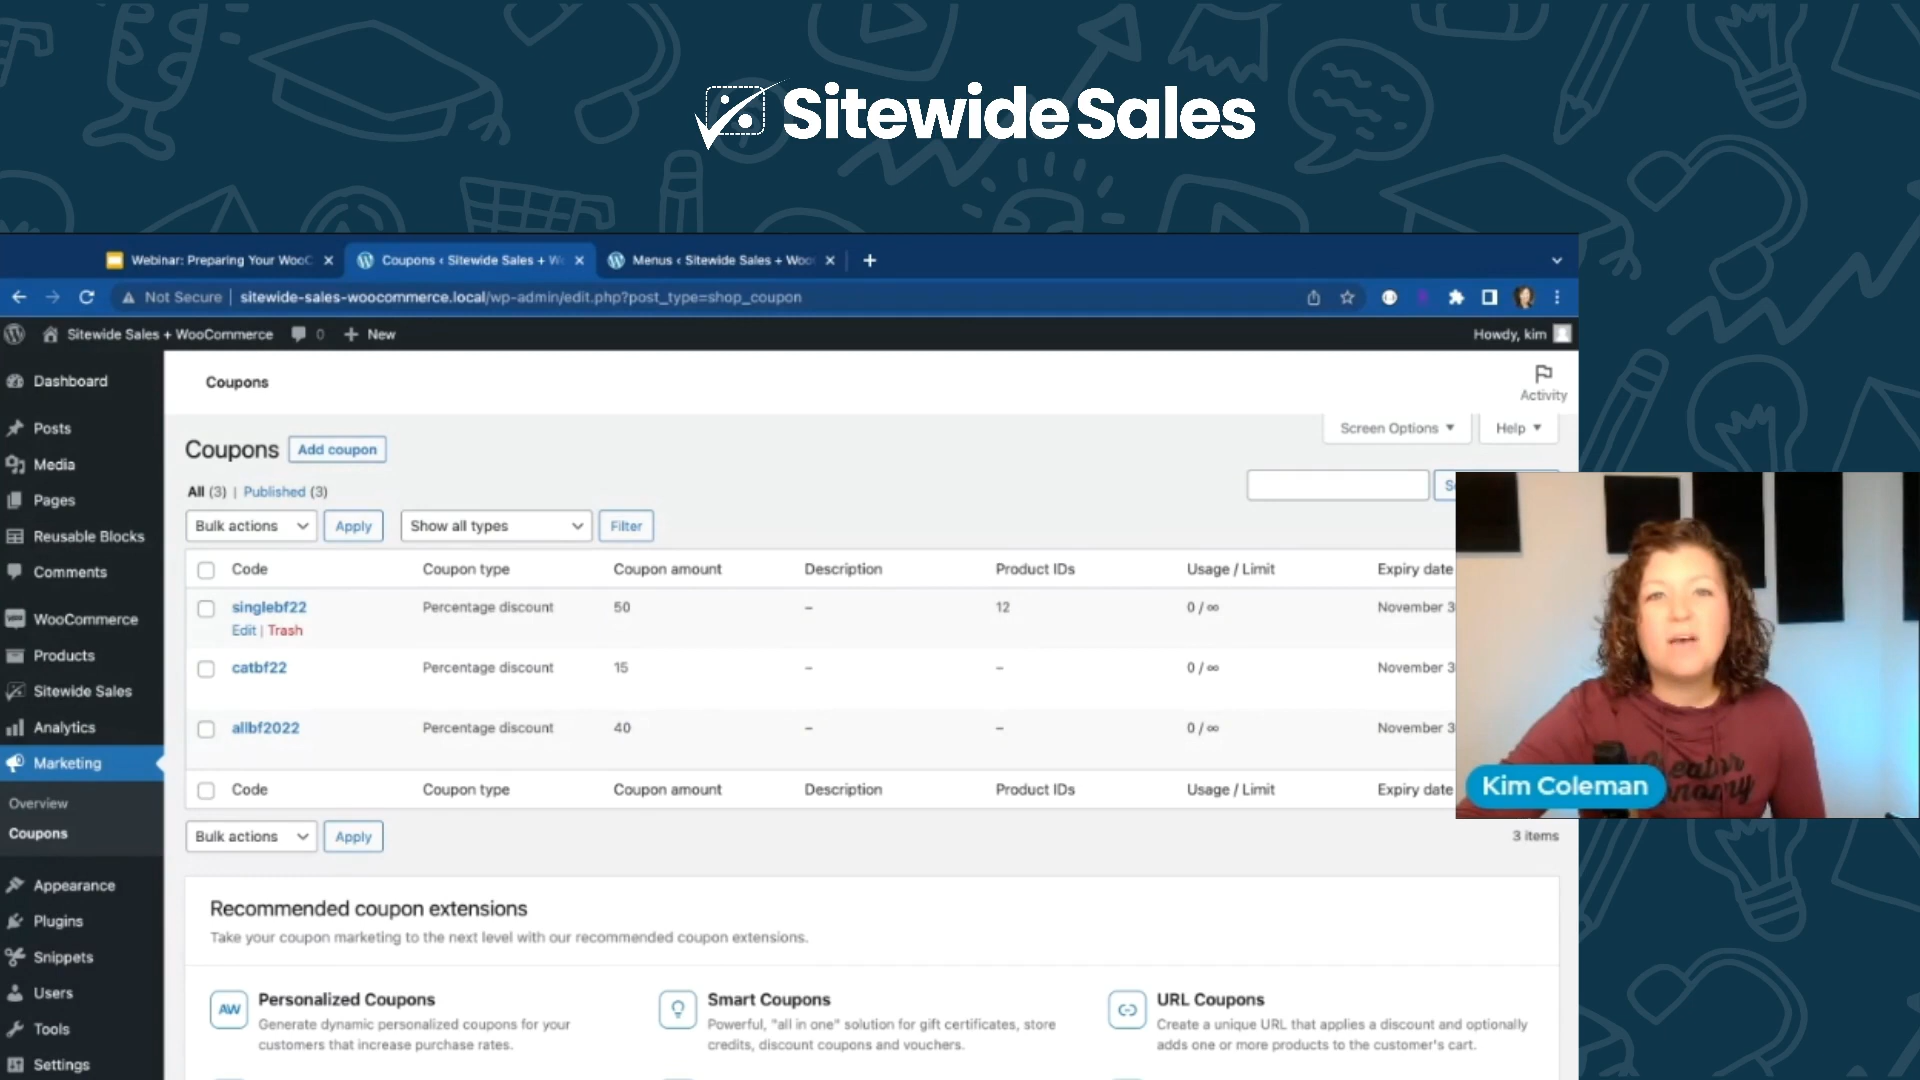 Sitewide Sales
Webinar: Preparing Your WooC
Coupons ‹ Sitewide Sales + W
Menus ‹ Sitewide Sales + Woo
Not Secure
sitewide-sales-woocommerce.local/wp-admin/edit.php?post_type=shop_coupon
Sitewide Sales + WooCommerce
0
New
Howdy, kim
Dashboard
Posts
Media
Pages
Reusable Blocks
Comments
WooCommerce
Products
Sitewide Sales
Analytics
Marketing
Overview
Coupons
Appearance
Plugins
Snippets
Users
Tools
Settings
Coupons
Activity
Screen Options
Help
Coupons Add coupon
All (3) | Published (3)
Bulk actions Apply Show all types Filter
Code Coupon type Coupon amount Description Product IDs Usage / Limit Expiry date
singlebf22 Percentage discount 50 – 12 0 / ∞ November 3
Edit | Trash
catbf22 Percentage discount 15 – – 0 / ∞ November 3
allbf2022 Percentage discount 40 – – 0 / ∞ November 3
Code Coupon type Coupon amount Description Product IDs Usage / Limit Expiry date
Bulk actions Apply
3 items
Kim Coleman
Recommended coupon extensions
Take your coupon marketing to the next level with our recommended coupon extensions.
AW
Personalized Coupons
Generate dynamic personalized coupons for your
customers that increase purchase rates.
Smart Coupons
Powerful, "all in one" solution for gift certificates, store
credits, discount coupons and vouchers.
URL Coupons
Create a unique URL that applies a discount and optionally
adds one or more products to the customer's cart.